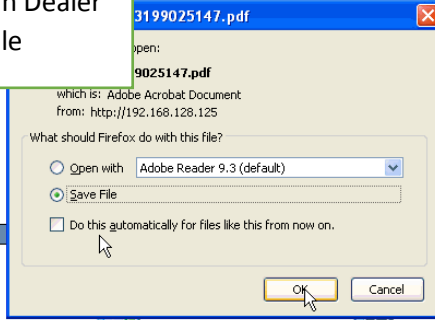 Dealer
le
3199025147.pdf
open:
9025147.pdf
which is: Adobe Acrobat Document
from: http://192.168.128.125
What should Firefox do with this file?
Open with Adobe Reader 9.3 (default)
Save File
Do this automatically for files like this from now on.
OK Cancel